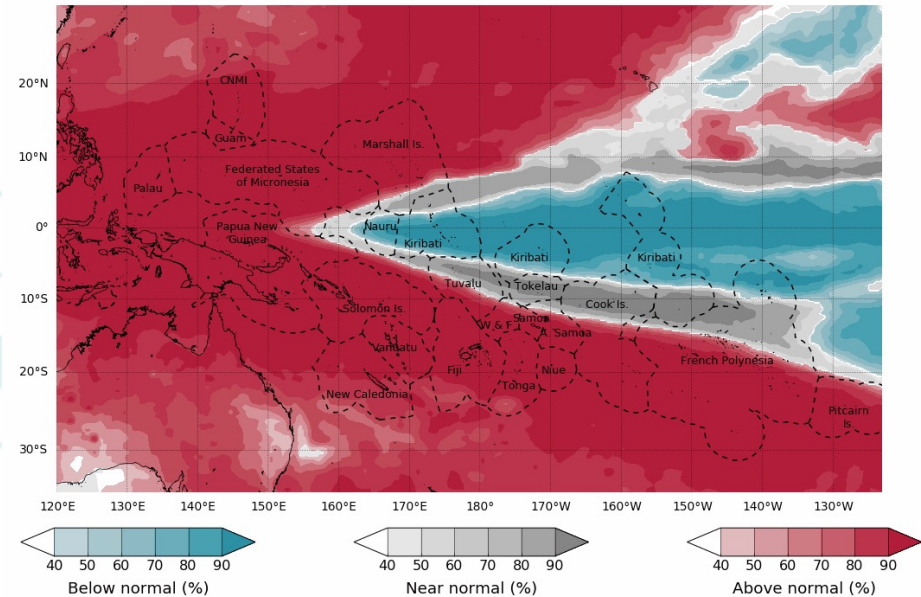 20°N
CNMI
Guam
Marshall Is.
10°N
Federated States
of Micronesia
Palau
0°
Papua New
Guinea
Nauru
Kiribati
Kiribati
Kiribati
10°S
Tuvalu
Tokelau
Solomon Is.
Cook Is.
W & F
Samoa
A. Samoa
Vanuatu
Fiji
Niue
French Polynesia
20°S
Tonga
New Caledonia
Pitcairn
Is
30°S
120°E 130°E 140°E 150°E 160°E 170°E 180° 170°W 160°W 150°W 140°W 130°W
40 50 60 70 80 90
Below normal (%)
40 50 60 70 80 90
Near normal (%)
40 50 60 70 80 90
Above normal (%)